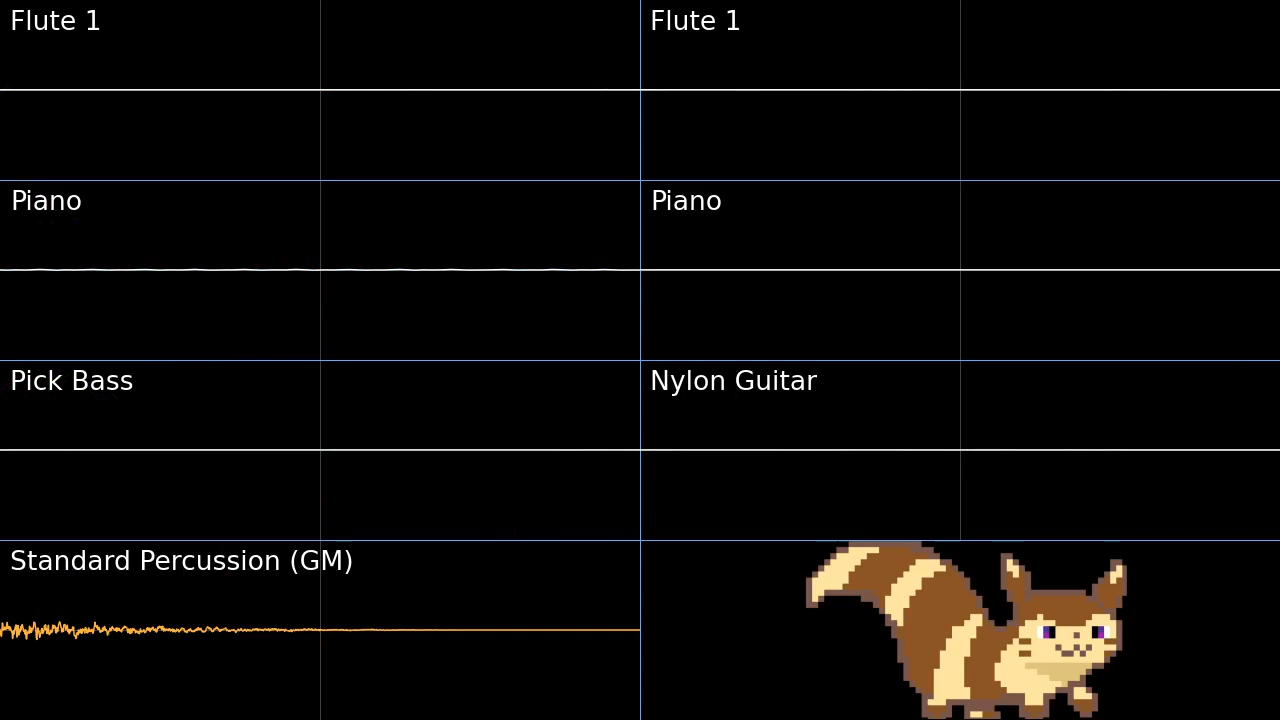 Flute 1
Flute 1
Piano
Piano
Pick Bass
Nylon Guitar
Standard Percussion (GM)